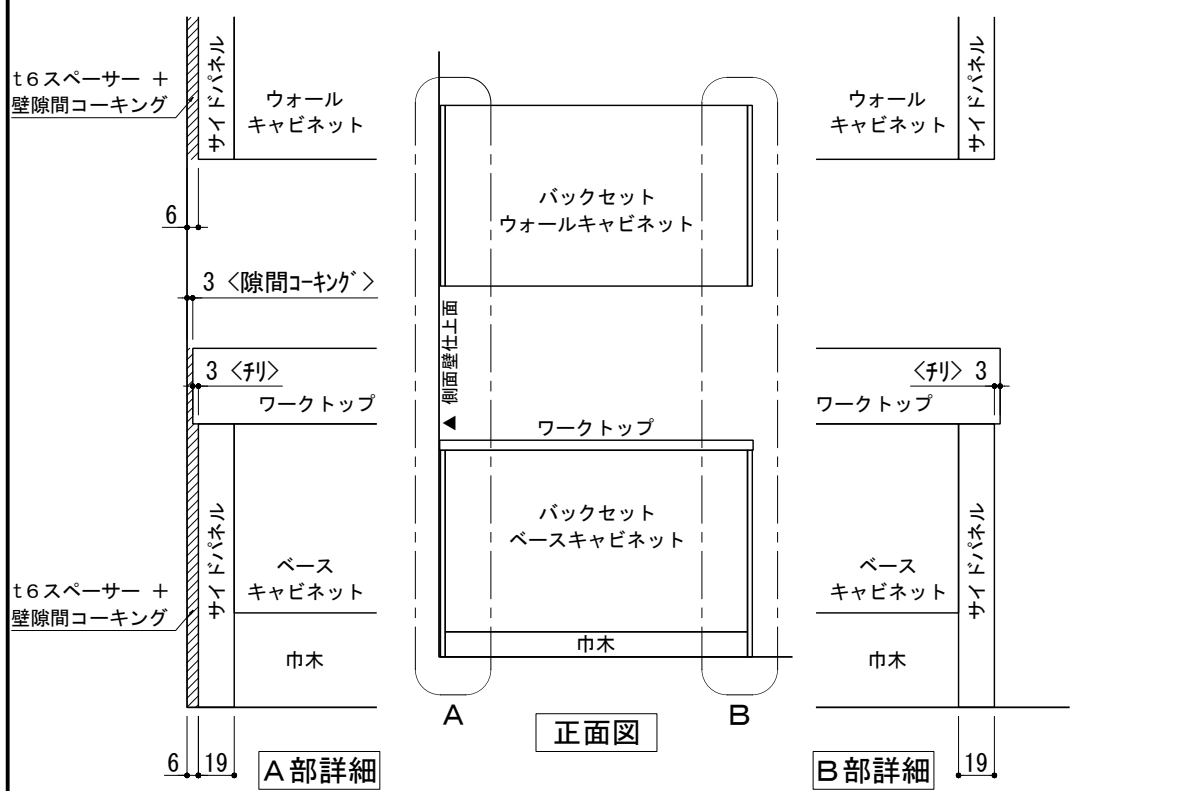 t6スペーサー +
壁隙間コーキング
サイドパネル
ウォール
キャビネット
6
3 <隙間ｺｰｷﾝｸﾞ>
3 <ﾁﾘ>
ワークトップ
サイドパネル
ベース
キャビネット
t6スペーサー +
壁隙間コーキング
巾木
6
19
A部詳細
バックセット
ウォールキャビネット
側面壁仕上面
▲
ワークトップ
バックセット
ベースキャビネット
巾木
A
B
正面図
ウォール
キャビネット
サイドパネル
<ﾁﾘ> 3
ワークトップ
ベース
キャビネット
サイドパネル
巾木
B部詳細
19